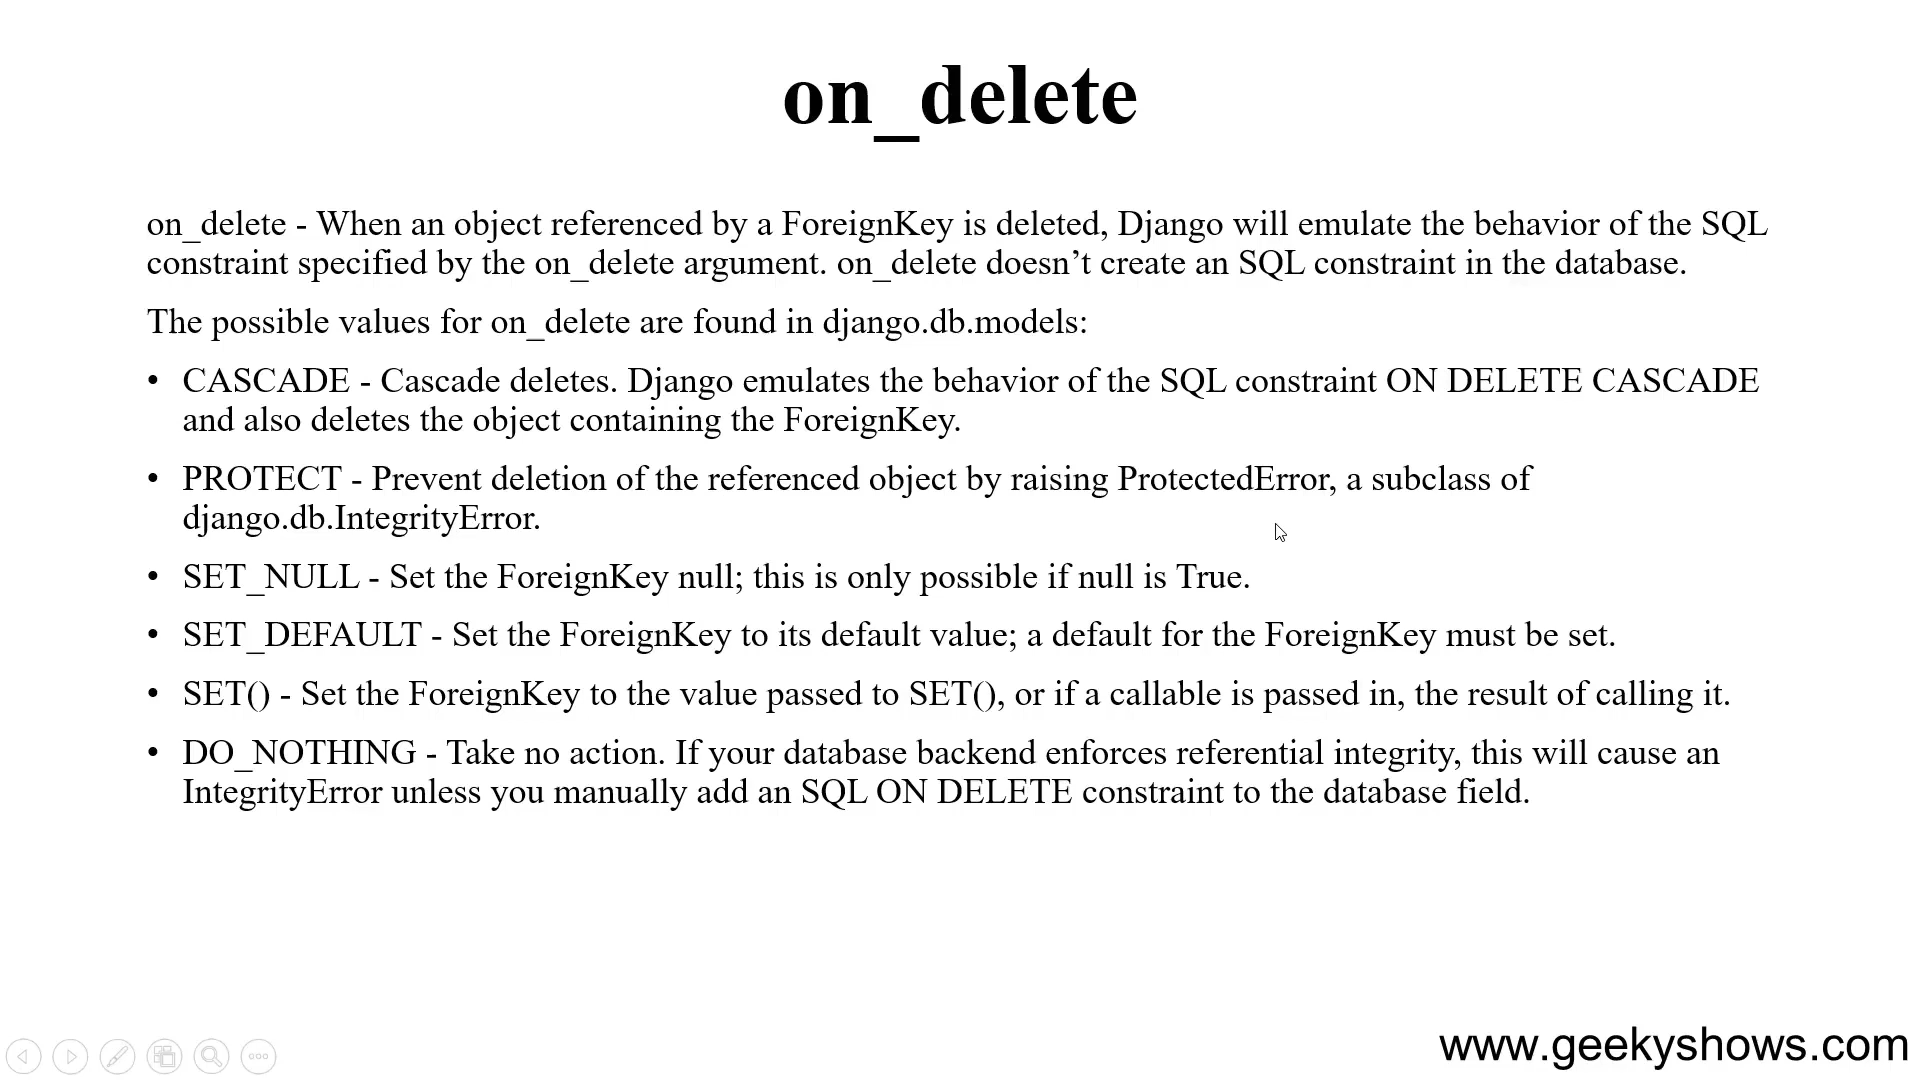 on_delete
on_delete - When an object referenced by a ForeignKey is deleted, Django will emulate the behavior of the SQL
constraint specified by the on_delete argument. on_delete doesn’t create an SQL constraint in the database.
The possible values for on_delete are found in django.db.models:
• CASCADE - Cascade deletes. Django emulates the behavior of the SQL constraint ON DELETE CASCADE
and also deletes the object containing the ForeignKey.
• PROTECT - Prevent deletion of the referenced object by raising ProtectedError, a subclass of
django.db.IntegrityError.
• SET_NULL - Set the ForeignKey null; this is only possible if null is True.
• SET_DEFAULT - Set the ForeignKey to its default value; a default for the ForeignKey must be set.
• SET() - Set the ForeignKey to the value passed to SET(), or if a callable is passed in, the result of calling it.
• DO_NOTHING - Take no action. If your database backend enforces referential integrity, this will cause an
IntegrityError unless you manually add an SQL ON DELETE constraint to the database field.
www.geekyshows.com